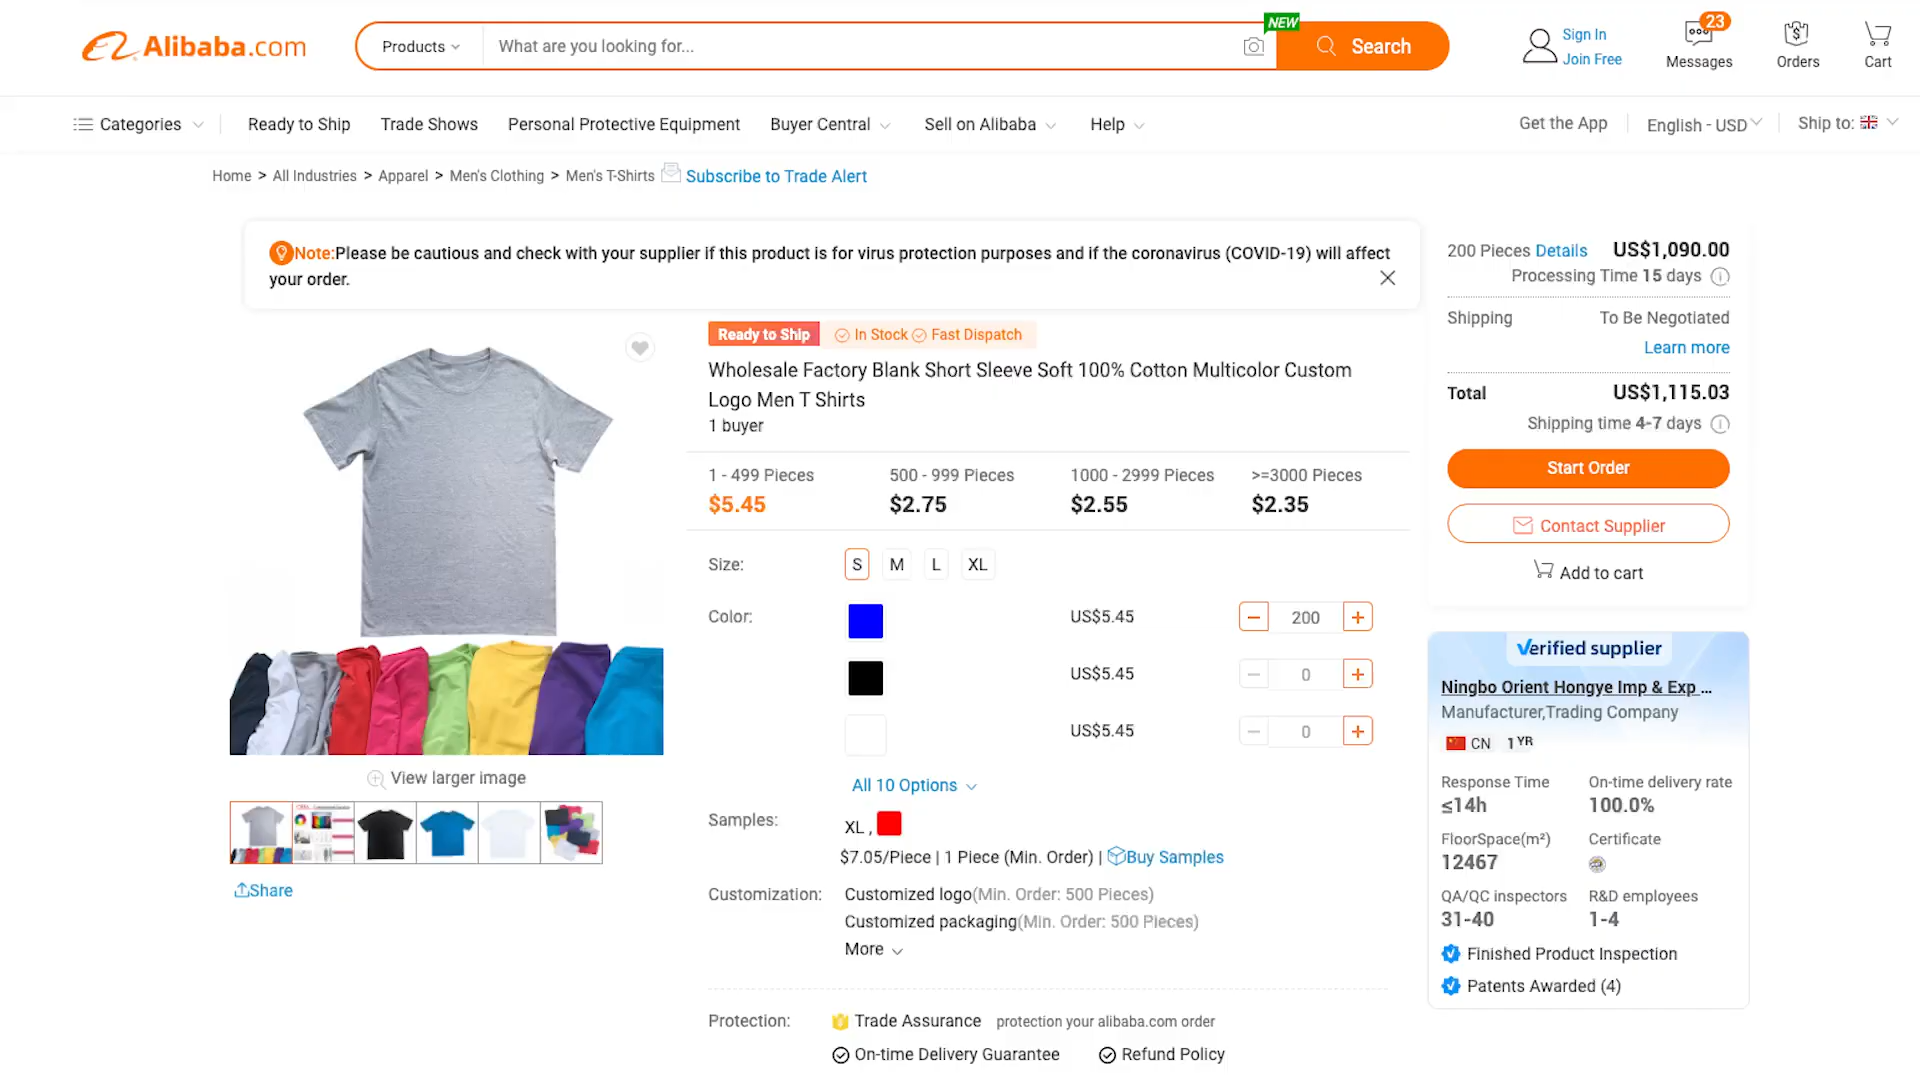 Alibaba.com
Products
What are you looking for...
NEW
Search
Sign In
Join Free
23
Messages
Orders
Cart
Categories
Ready to Ship
Trade Shows
Personal Protective Equipment
Buyer Central
Sell on Alibaba
Help
Get the App
English - USD
Ship to:
Home > All Industries > Apparel > Men's Clothing > Men's T-Shirts
Subscribe to Trade Alert
Note:Please be cautious and check with your supplier if this product is for virus protection purposes and if the coronavirus (COVID-19) will affect
your order.
View larger image
Share
Ready to Ship
In Stock
Fast Dispatch
Wholesale Factory Blank Short Sleeve Soft 100% Cotton Multicolor Custom
Logo Men T Shirts
1 buyer
1 - 499 Pieces
$5.45
500 - 999 Pieces
$2.75
1000 - 2999 Pieces
$2.55
>=3000 Pieces
$2.35
Size:
S M L XL
Color:
US$5.45
200
US$5.45
0
US$5.45
0
All 10 Options
Samples:
XL ,
$7.05/Piece | 1 Piece (Min. Order) | Buy Samples
Customization:
Customized logo(Min. Order: 500 Pieces)
Customized packaging(Min. Order: 500 Pieces)
More
Protection:
Trade Assurance
protection your alibaba.com order
On-time Delivery Guarantee
Refund Policy
200 Pieces Details US$1,090.00
Processing Time 15 days
Shipping To Be Negotiated
Learn more
Total US$1,115.03
Shipping time 4-7 days
Start Order
Contact Supplier
Add to cart
Verified supplier
Ningbo Orient Hongye Imp & Exp ...
Manufacturer,Trading Company
CN 1 YR
Response Time
≤14h
On-time delivery rate
100.0%
FloorSpace(m²)
12467
Certificate
QA/QC inspectors
31-40
R&D employees
1-4
Finished Product Inspection
Patents Awarded (4)